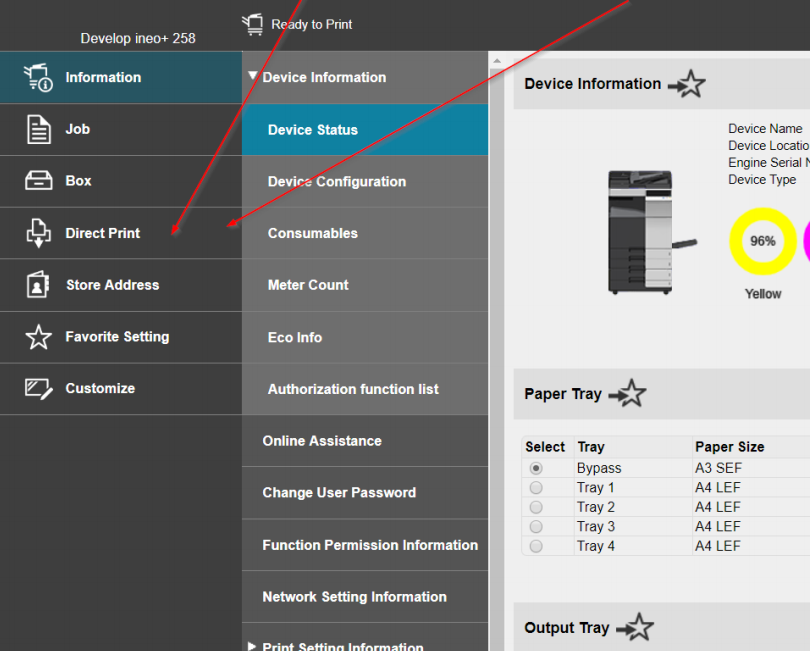 Develop ineo+ 258
Ready to Print
Information
Job
Box
Direct Print
Store Address
Favorite Setting
Customize
Device Information
Device Status
Device Configuration
Consumables
Meter Count
Eco Info
Authorization function list
Online Assistance
Change User Password
Function Permission Information
Network Setting Information
Print Setting Information
Device Information
Device Name
Device Locatio
Engine Serial N
Device Type
96%
Yellow
Paper Tray
Select Tray Paper Size
Bypass A3 SEF
Tray 1 A4 LEF
Tray 2 A4 LEF
Tray 3 A4 LEF
Tray 4 A4 LEF
Output Tray